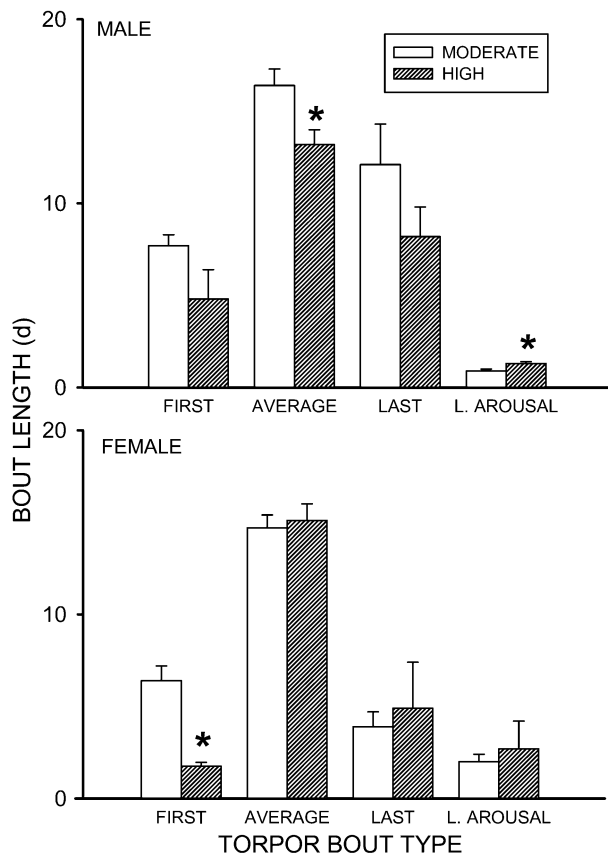 20
MALE
MODERATE
HIGH
*
10
*
0
FIRST AVERAGE LAST L. AROUSAL
BOUT LENGTH (d)
20
FEMALE
10
*
0
FIRST AVERAGE LAST L. AROUSAL
TORPOR BOUT TYPE